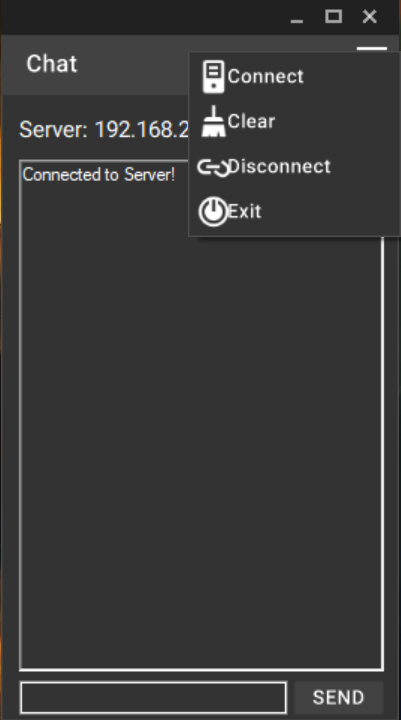 Chat
Connect
Clear
Disconnect
Exit
Server: 192.168.2
Connected to Server!
SEND